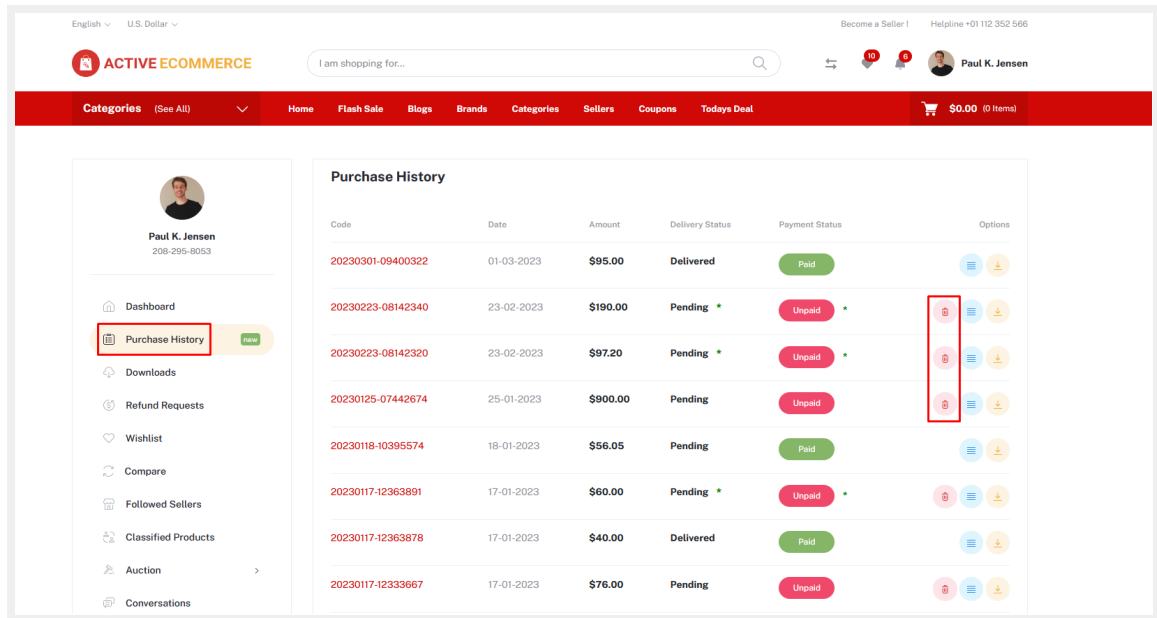 English U.S. Dollar Become a Seller ! Helpline +01 112 352 566
ACTIVE ECOMMERCE I am shopping for... 10 6 Paul K. Jensen
Categories (See All) Home Flash Sale Blogs Brands Categories Sellers Coupons Todays Deal $0.00 (0 Items)
Paul K. Jensen
208-295-8053
Dashboard
Purchase History new
Downloads
Refund Requests
Wishlist
Compare
Followed Sellers
Classified Products
Auction
Conversations
Purchase History
Code Date Amount Delivery Status Payment Status Options
20230301-09400322 01-03-2023 $95.00 Delivered Paid
20230223-08142340 23-02-2023 $190.00 Pending * Unpaid *
20230223-08142320 23-02-2023 $97.20 Pending * Unpaid *
20230125-07442674 25-01-2023 $900.00 Pending Unpaid
20230118-10395574 18-01-2023 $56.05 Pending Paid
20230117-12363891 17-01-2023 $60.00 Pending * Unpaid *
20230117-12363878 17-01-2023 $40.00 Delivered Paid
20230117-12333667 17-01-2023 $76.00 Pending Unpaid